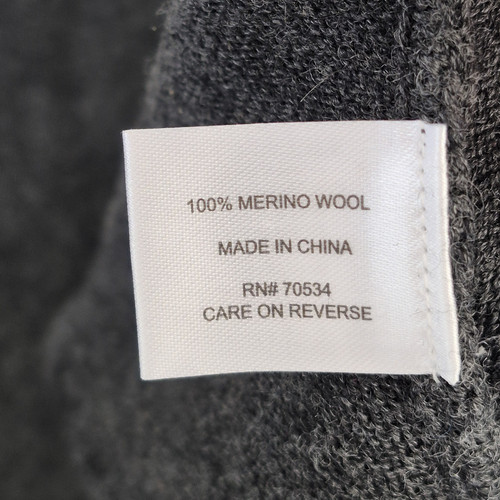 100% MERINO WOOL
MADE IN CHINA
RN# 70534
CARE ON REVERSE